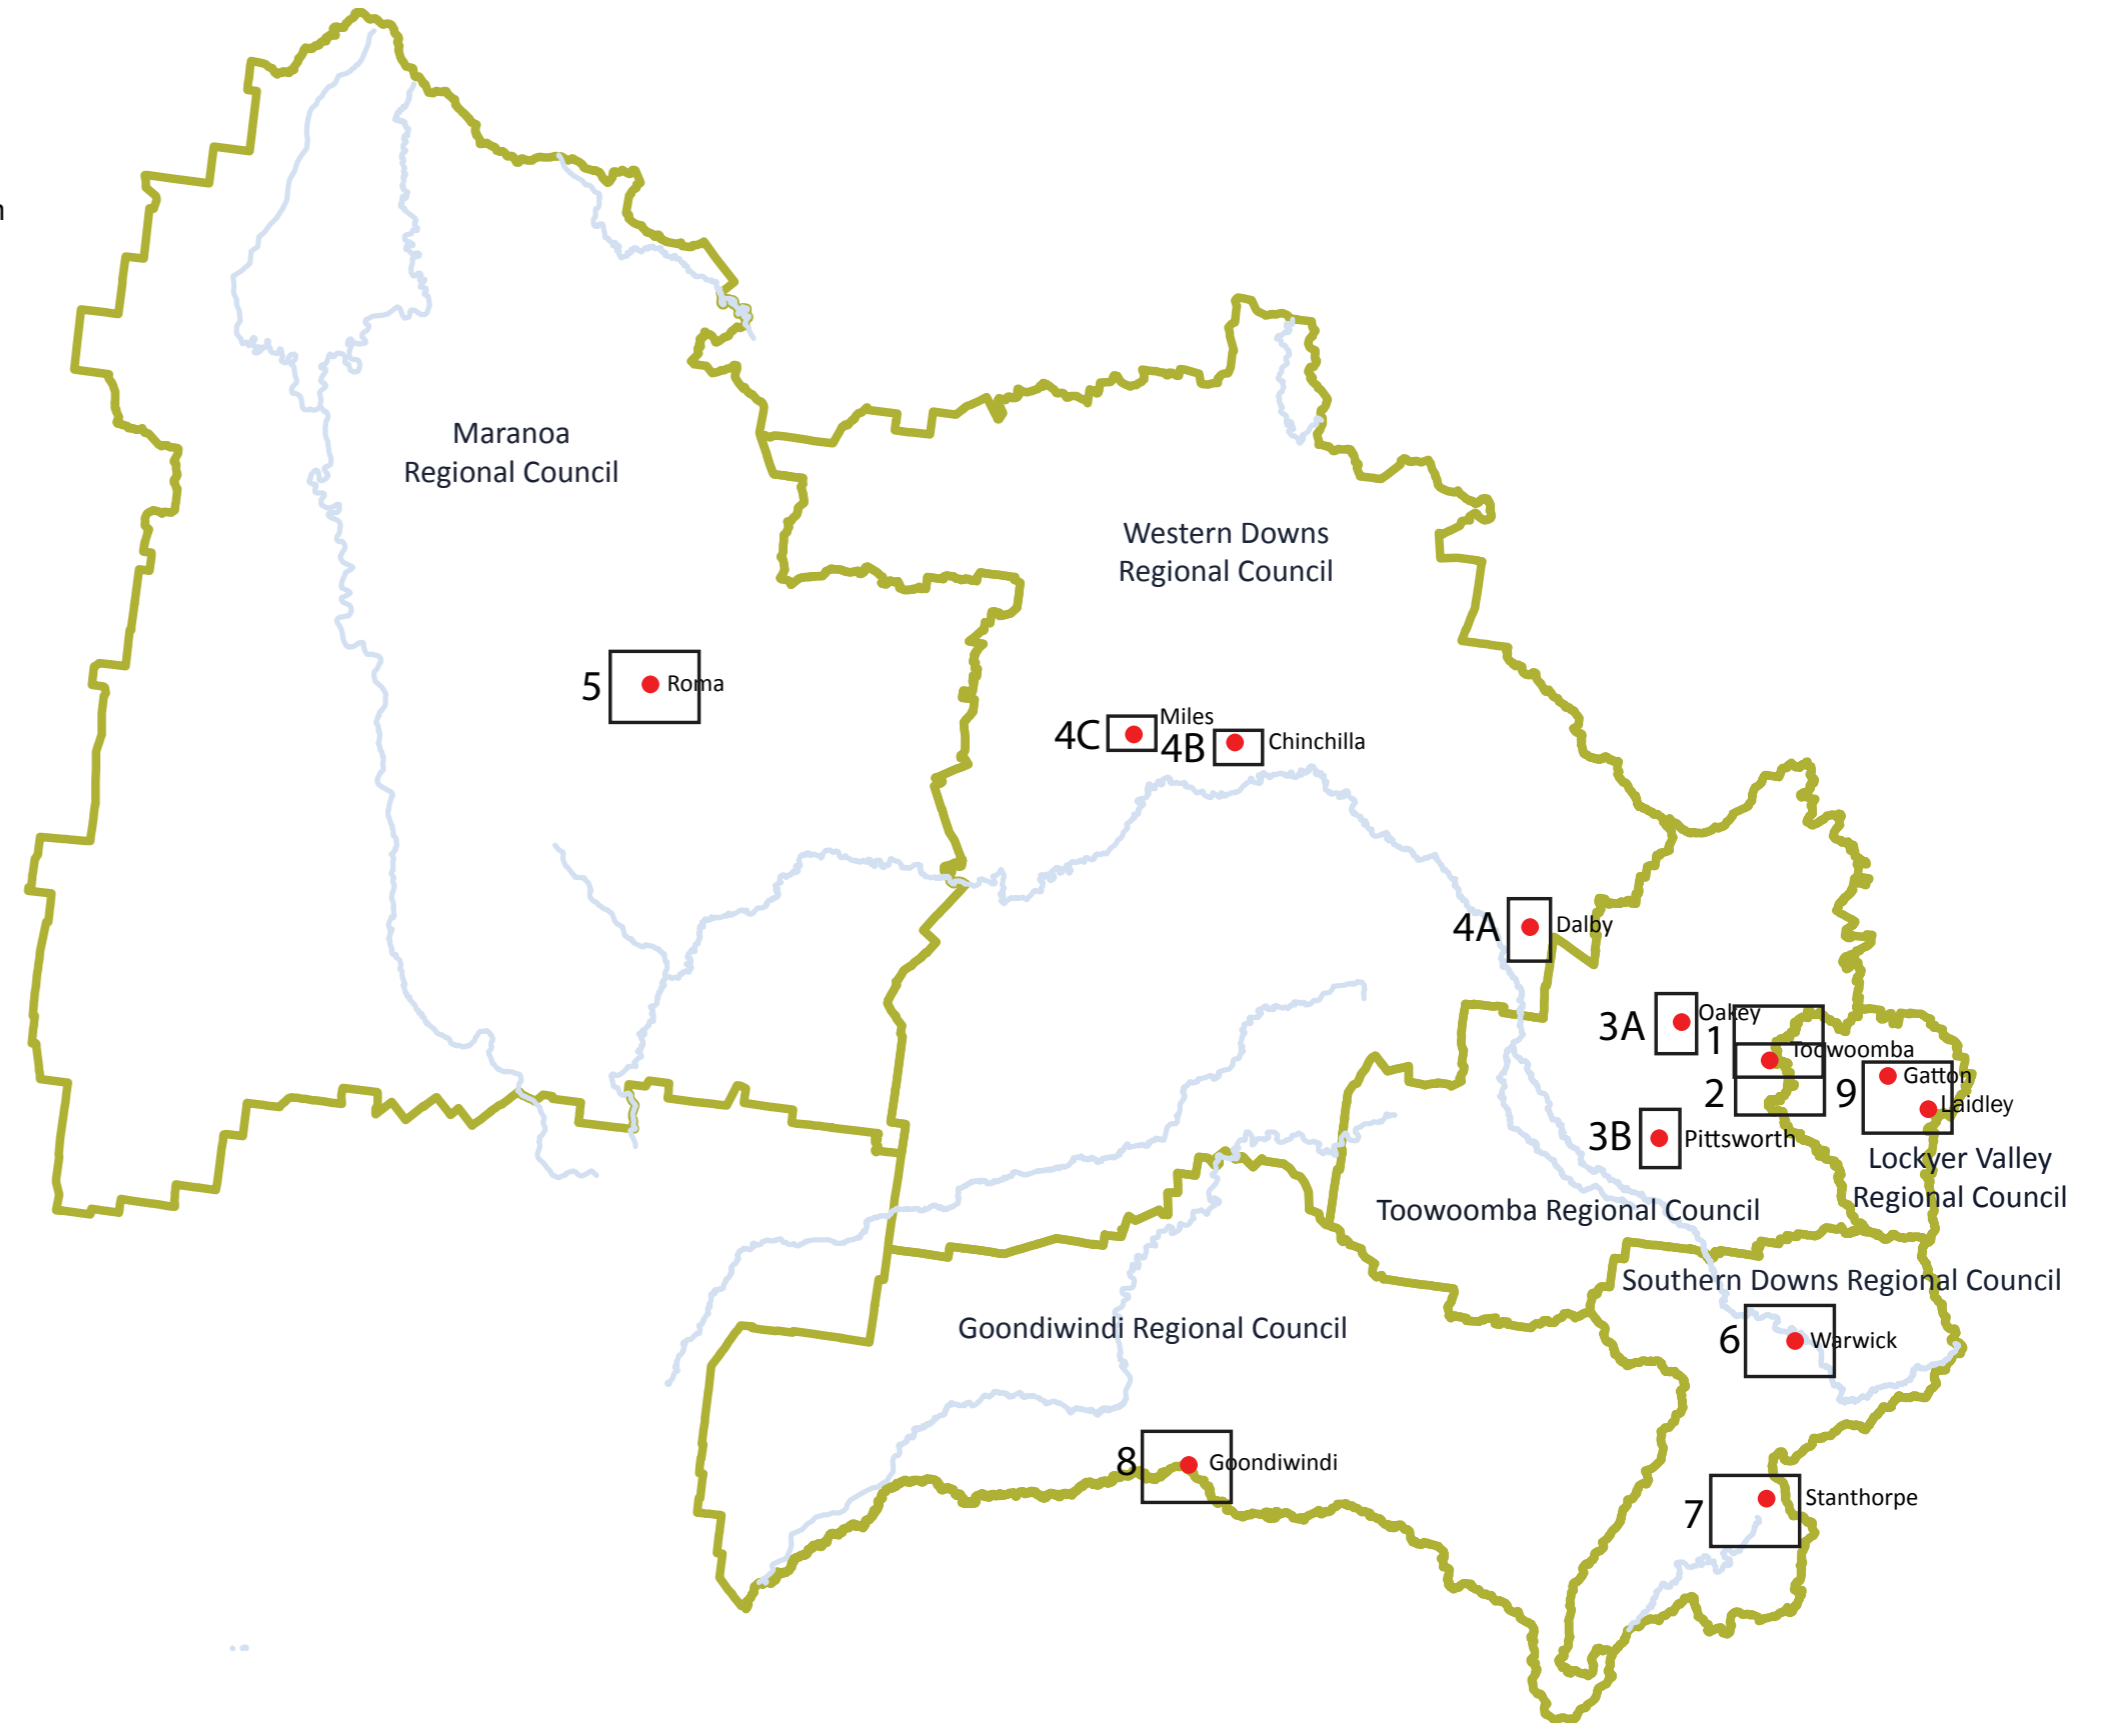 n
Maranoa
Regional Council
Western Downs
Regional Council
5
Roma
Miles
4C
4B
Chinchilla
4A
Dalby
3A
Oakey
1
Toowoomba
2
9
Gatton
Laidley
3B
Pittsworth
Lockyer Valley
Regional Council
Toowoomba Regional Council
Southern Downs Regional Council
Goondiwindi Regional Council
6
Warwick
8
Goondiwindi
7
Stanthorpe